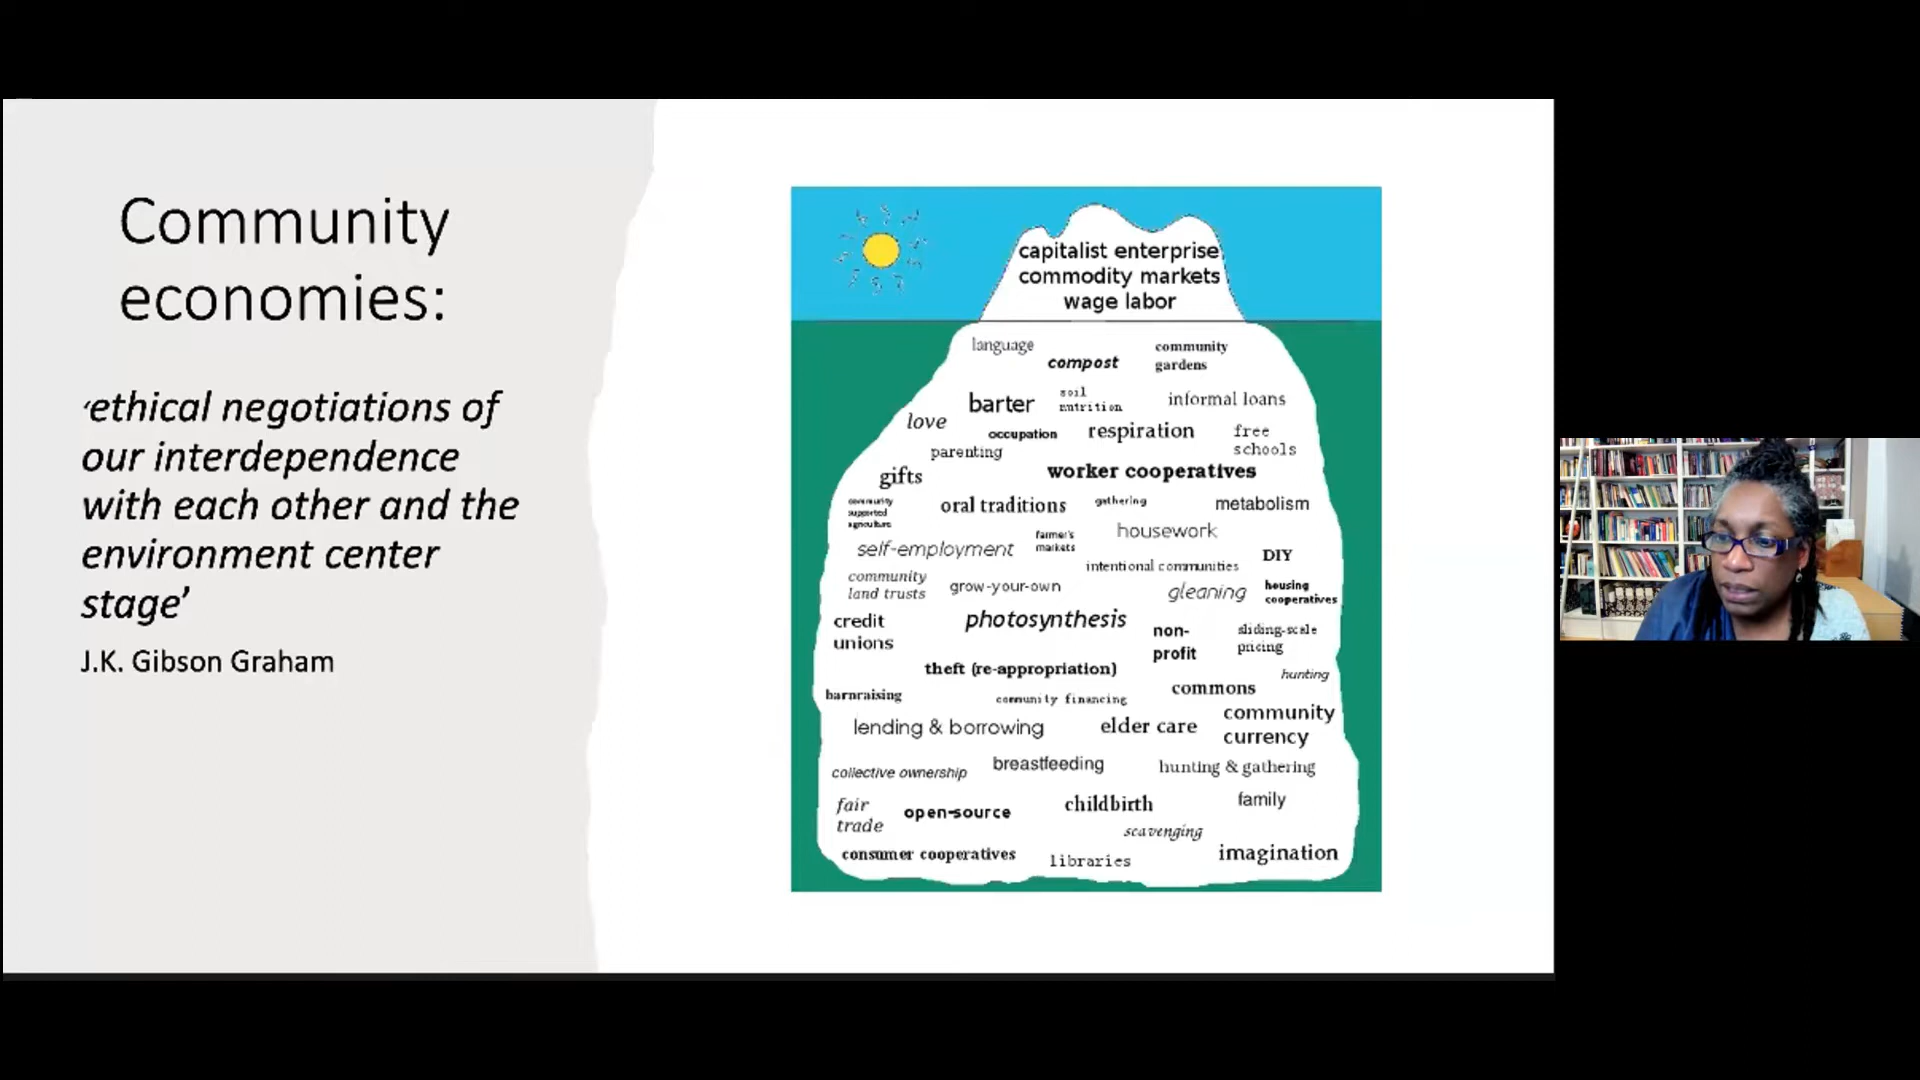 Community
economies:
‘ethical negotiations of
our interdependence
with each other and the
environment center
stage’
J.K. Gibson Graham
capitalist enterprise
commodity markets
wage labor
language
compost
community
gardens
barter
soil
nutrition
informal loans
love
occupation
respiration
free
schools
parenting
gifts
worker cooperatives
community
supported
agriculture
oral traditions
gathering
metabolism
self-employment
farmer's
markets
housework
intentional communities
DIY
community
land trusts
grow-your-own
gleaning
housing
cooperatives
credit
unions
photosynthesis
non-
profit
sliding-scale
pricing
theft (re-appropriation)
hunting
barnraising
community financing
commons
lending & borrowing
elder care
community
currency
collective ownership
breastfeeding
hunting & gathering
fair
trade
open-source
childbirth
family
scavenging
consumer cooperatives
libraries
imagination